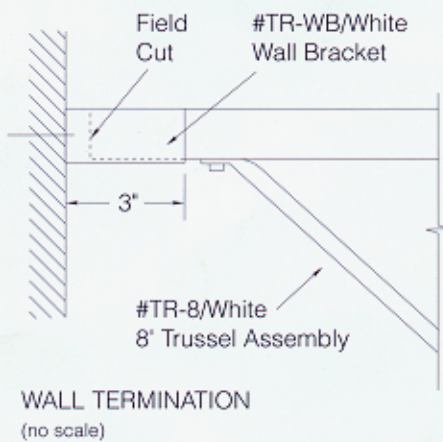 Field
Cut
#TR-WB/White
Wall Bracket
3"
#TR-8/White
8' Trussel Assembly
WALL TERMINATION
(no scale)